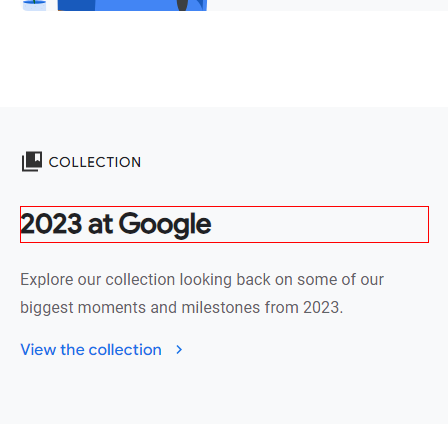 COLLECTION
2023 at Google
Explore our collection looking back on some of our
biggest moments and milestones from 2023.
View the collection